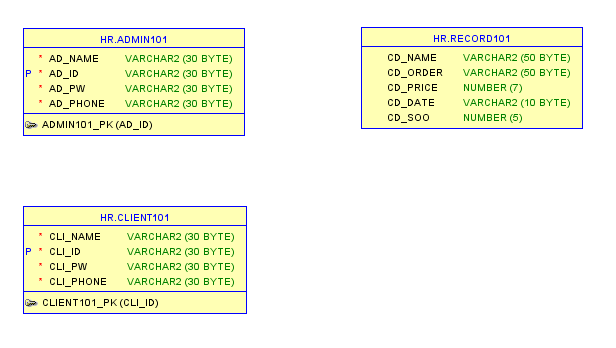 HR.ADMIN101
* AD_NAME VARCHAR2 (30 BYTE)
P * AD_ID VARCHAR2 (30 BYTE)
* AD_PW VARCHAR2 (30 BYTE)
* AD_PHONE VARCHAR2 (30 BYTE)
ADMIN101_PK (AD_ID)
HR.RECORD101
CD_NAME VARCHAR2 (50 BYTE)
CD_ORDER VARCHAR2 (50 BYTE)
CD_PRICE NUMBER (7)
CD_DATE VARCHAR2 (10 BYTE)
CD_SOO NUMBER (5)
HR.CLIENT101
* CLI_NAME VARCHAR2 (30 BYTE)
P * CLI_ID VARCHAR2 (30 BYTE)
* CLI_PW VARCHAR2 (30 BYTE)
* CLI_PHONE VARCHAR2 (30 BYTE)
CLIENT101_PK (CLI_ID)